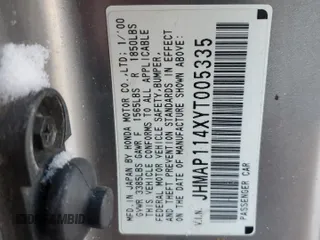 MFD. IN JAPAN BY HONDA MOTOR CO., LTD; 1/'00
GVWR 3385LBS GAWR F 1565LBS R 1850LBS
THIS VEHICLE CONFORMS TO ALL APPLICABLE
FEDERAL MOTOR VEHICLE SAFETY, BUMPER,
AND THEFT PREVENTION STANDARDS IN EFFECT
ON THE DATE OF MANUFACTURE SHOWN ABOVE.
V.I.N. JHMAP114XYT005335
PASSENGER CAR